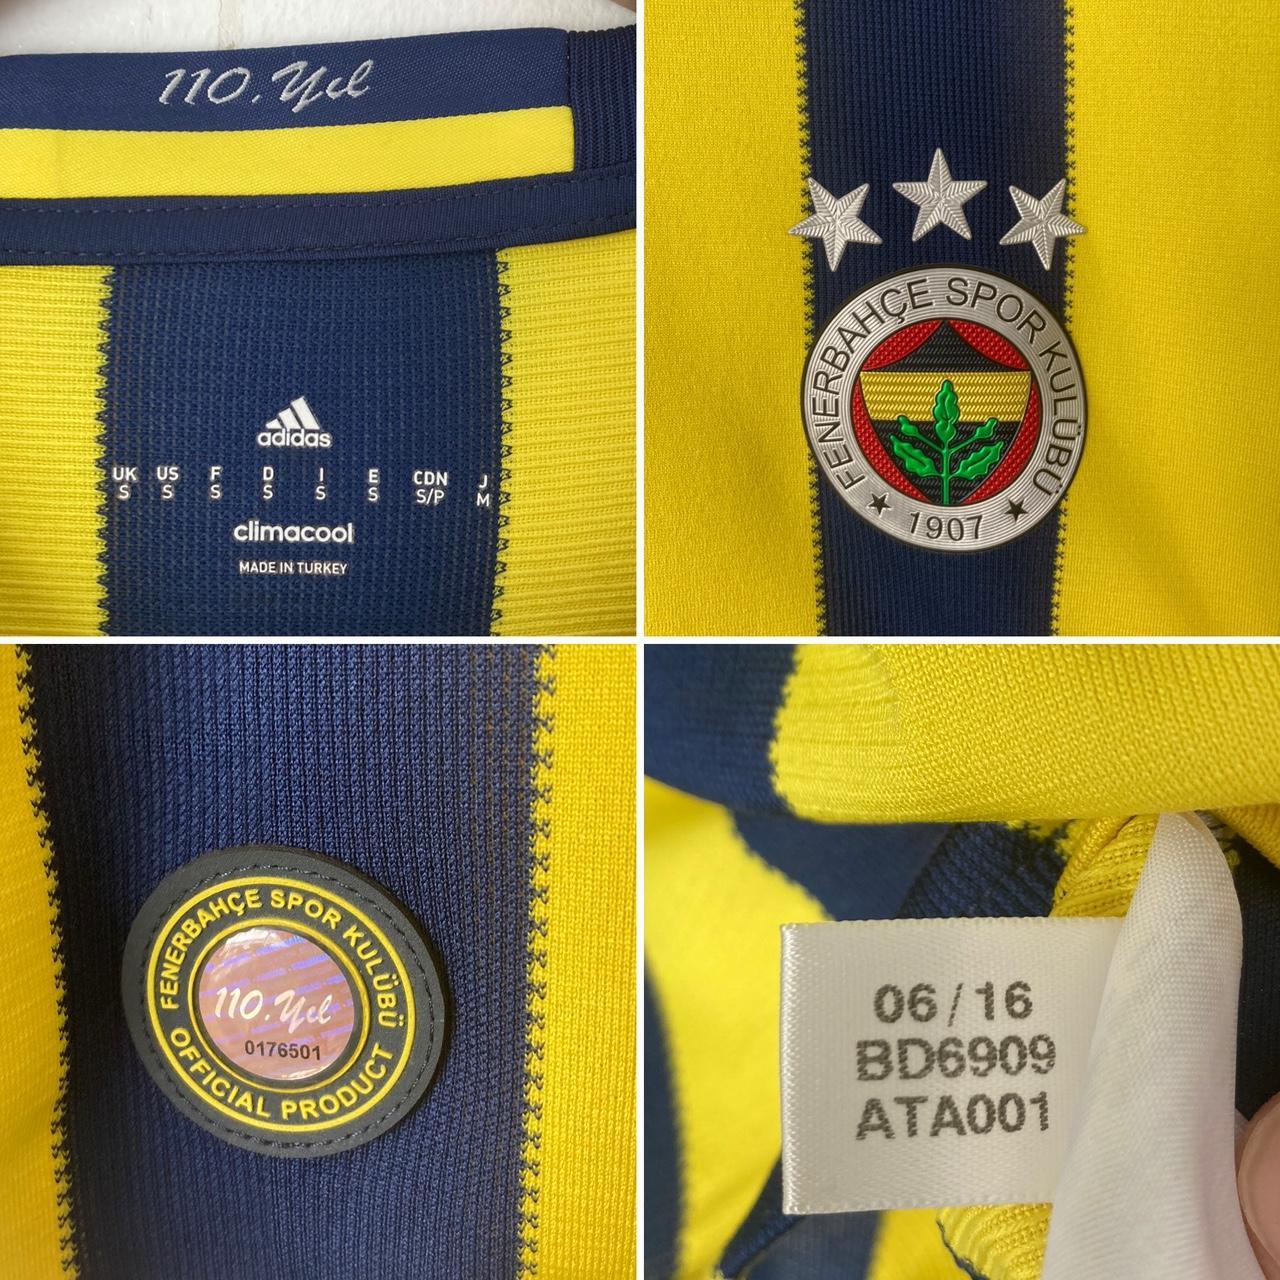 110.Yıl
adidas
UK US F D I E CDN J
S S S S S S S/P M
climacool
MADE IN TURKEY
FENERBAHÇE SPOR KULÜBÜ
1907
FENERBAHÇE SPOR KULÜBÜ
110.Yıl
0176501
OFFICIAL PRODUCT
06/16
BD6909
ATA001